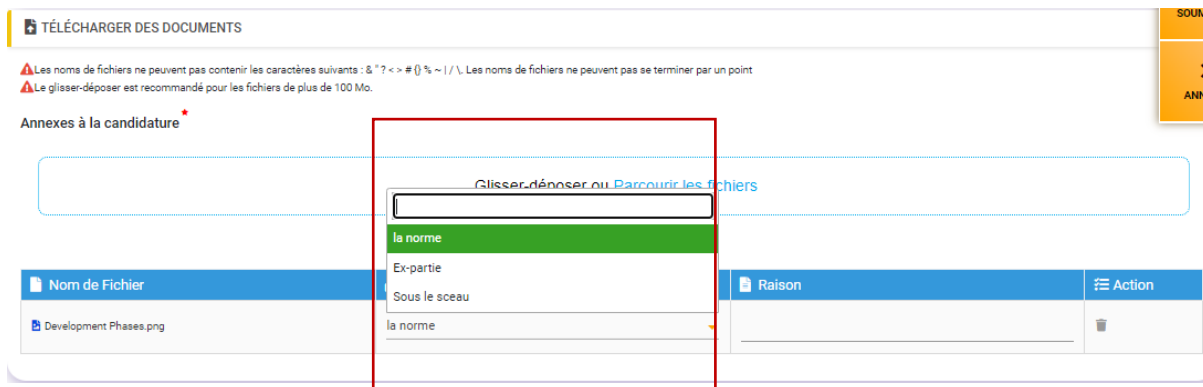 TÉLÉCHARGER DES DOCUMENTS
SOUM
Les noms de fichiers ne peuvent pas contenir les caractères suivants : & " ? < > # {} % ~ | / \. Les noms de fichiers ne peuvent pas se terminer par un point
Le glisser-déposer est recommandé pour les fichiers de plus de 100 Mo.
ANN
Annexes à la candidature*
Glisser-déposer ou Parcourir les fichiers
la norme
Ex-partie
Sous le sceau
Nom de Fichier Raison Action
Development Phases.png la norme